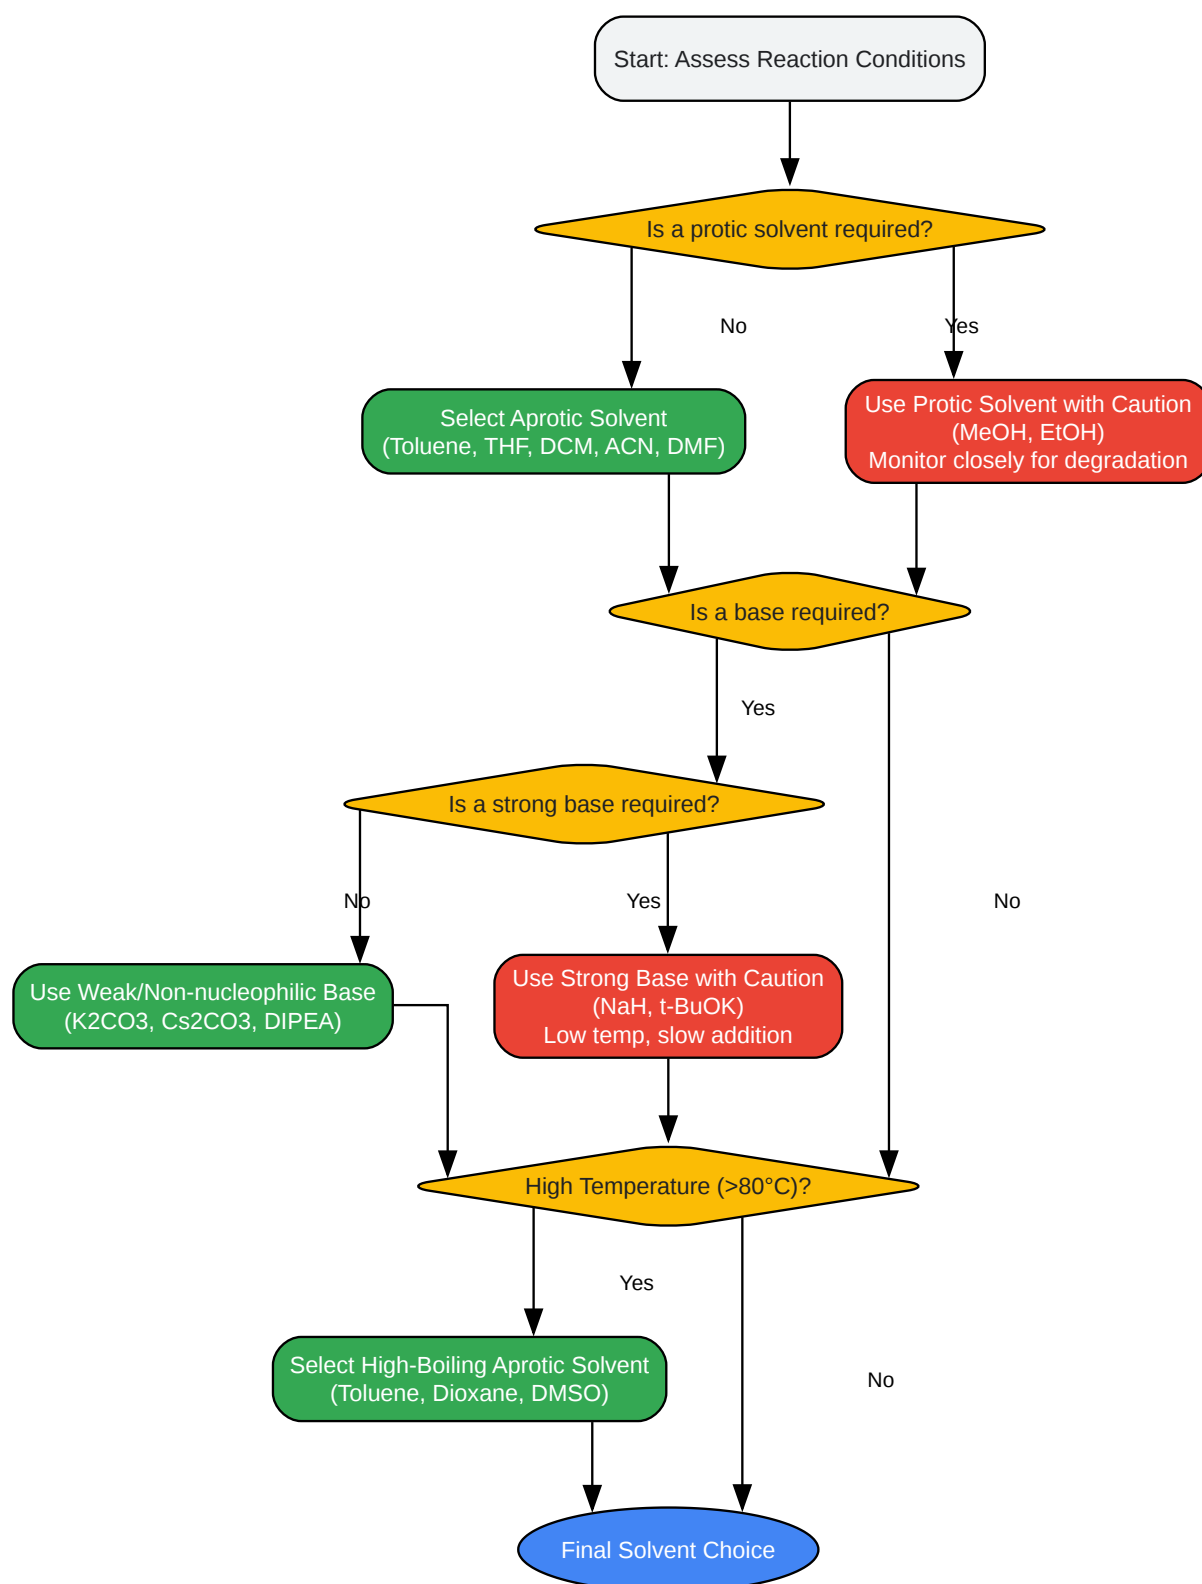 Start: Assess Reaction Conditions
Is a protic solvent required?
No
Yes
Select Aprotic Solvent
(Toluene, THF, DCM, ACN, DMF)
Use Protic Solvent with Caution
(MeOH, EtOH)
Monitor closely for degradation
Is a base required?
Yes
Is a strong base required?
No
Yes
No
Use Weak/Non-nucleophilic Base
(K2CO3, Cs2CO3, DIPEA)
Use Strong Base with Caution
(NaH, t-BuOK)
Low temp, slow addition
High Temperature (>80°C)?
Yes
Select High-Boiling Aprotic Solvent
(Toluene, Dioxane, DMSO)
No
Final Solvent Choice